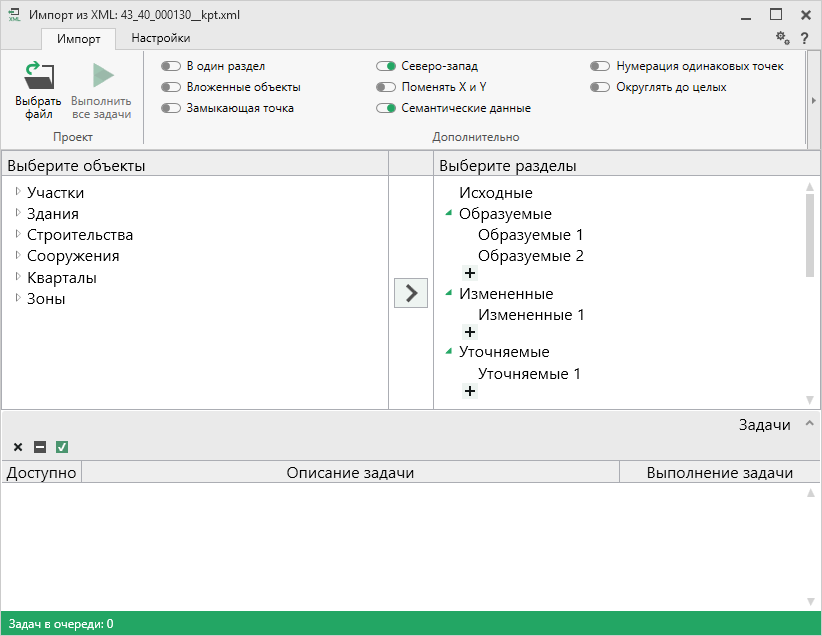 XML Импорт из XML: 43_40_000130__kpt.xml
Импорт Настройки
?
Выбрать файл
Выполнить все задачи
Проект
В один раздел
Вложенные объекты
Замыкающая точка
Северо-запад
Поменять X и Y
Семантические данные
Нумерация одинаковых точек
Округлять до целых
Дополнительно
Выберите объекты
Участки
Здания
Строительства
Сооружения
Кварталы
Зоны
Выберите разделы
Исходные
Образуемые
Образуемые 1
Образуемые 2
+
Измененные
Измененные 1
+
Уточняемые
Уточняемые 1
+
Задачи
Доступно Описание задачи Выполнение задачи
Задач в очереди: 0